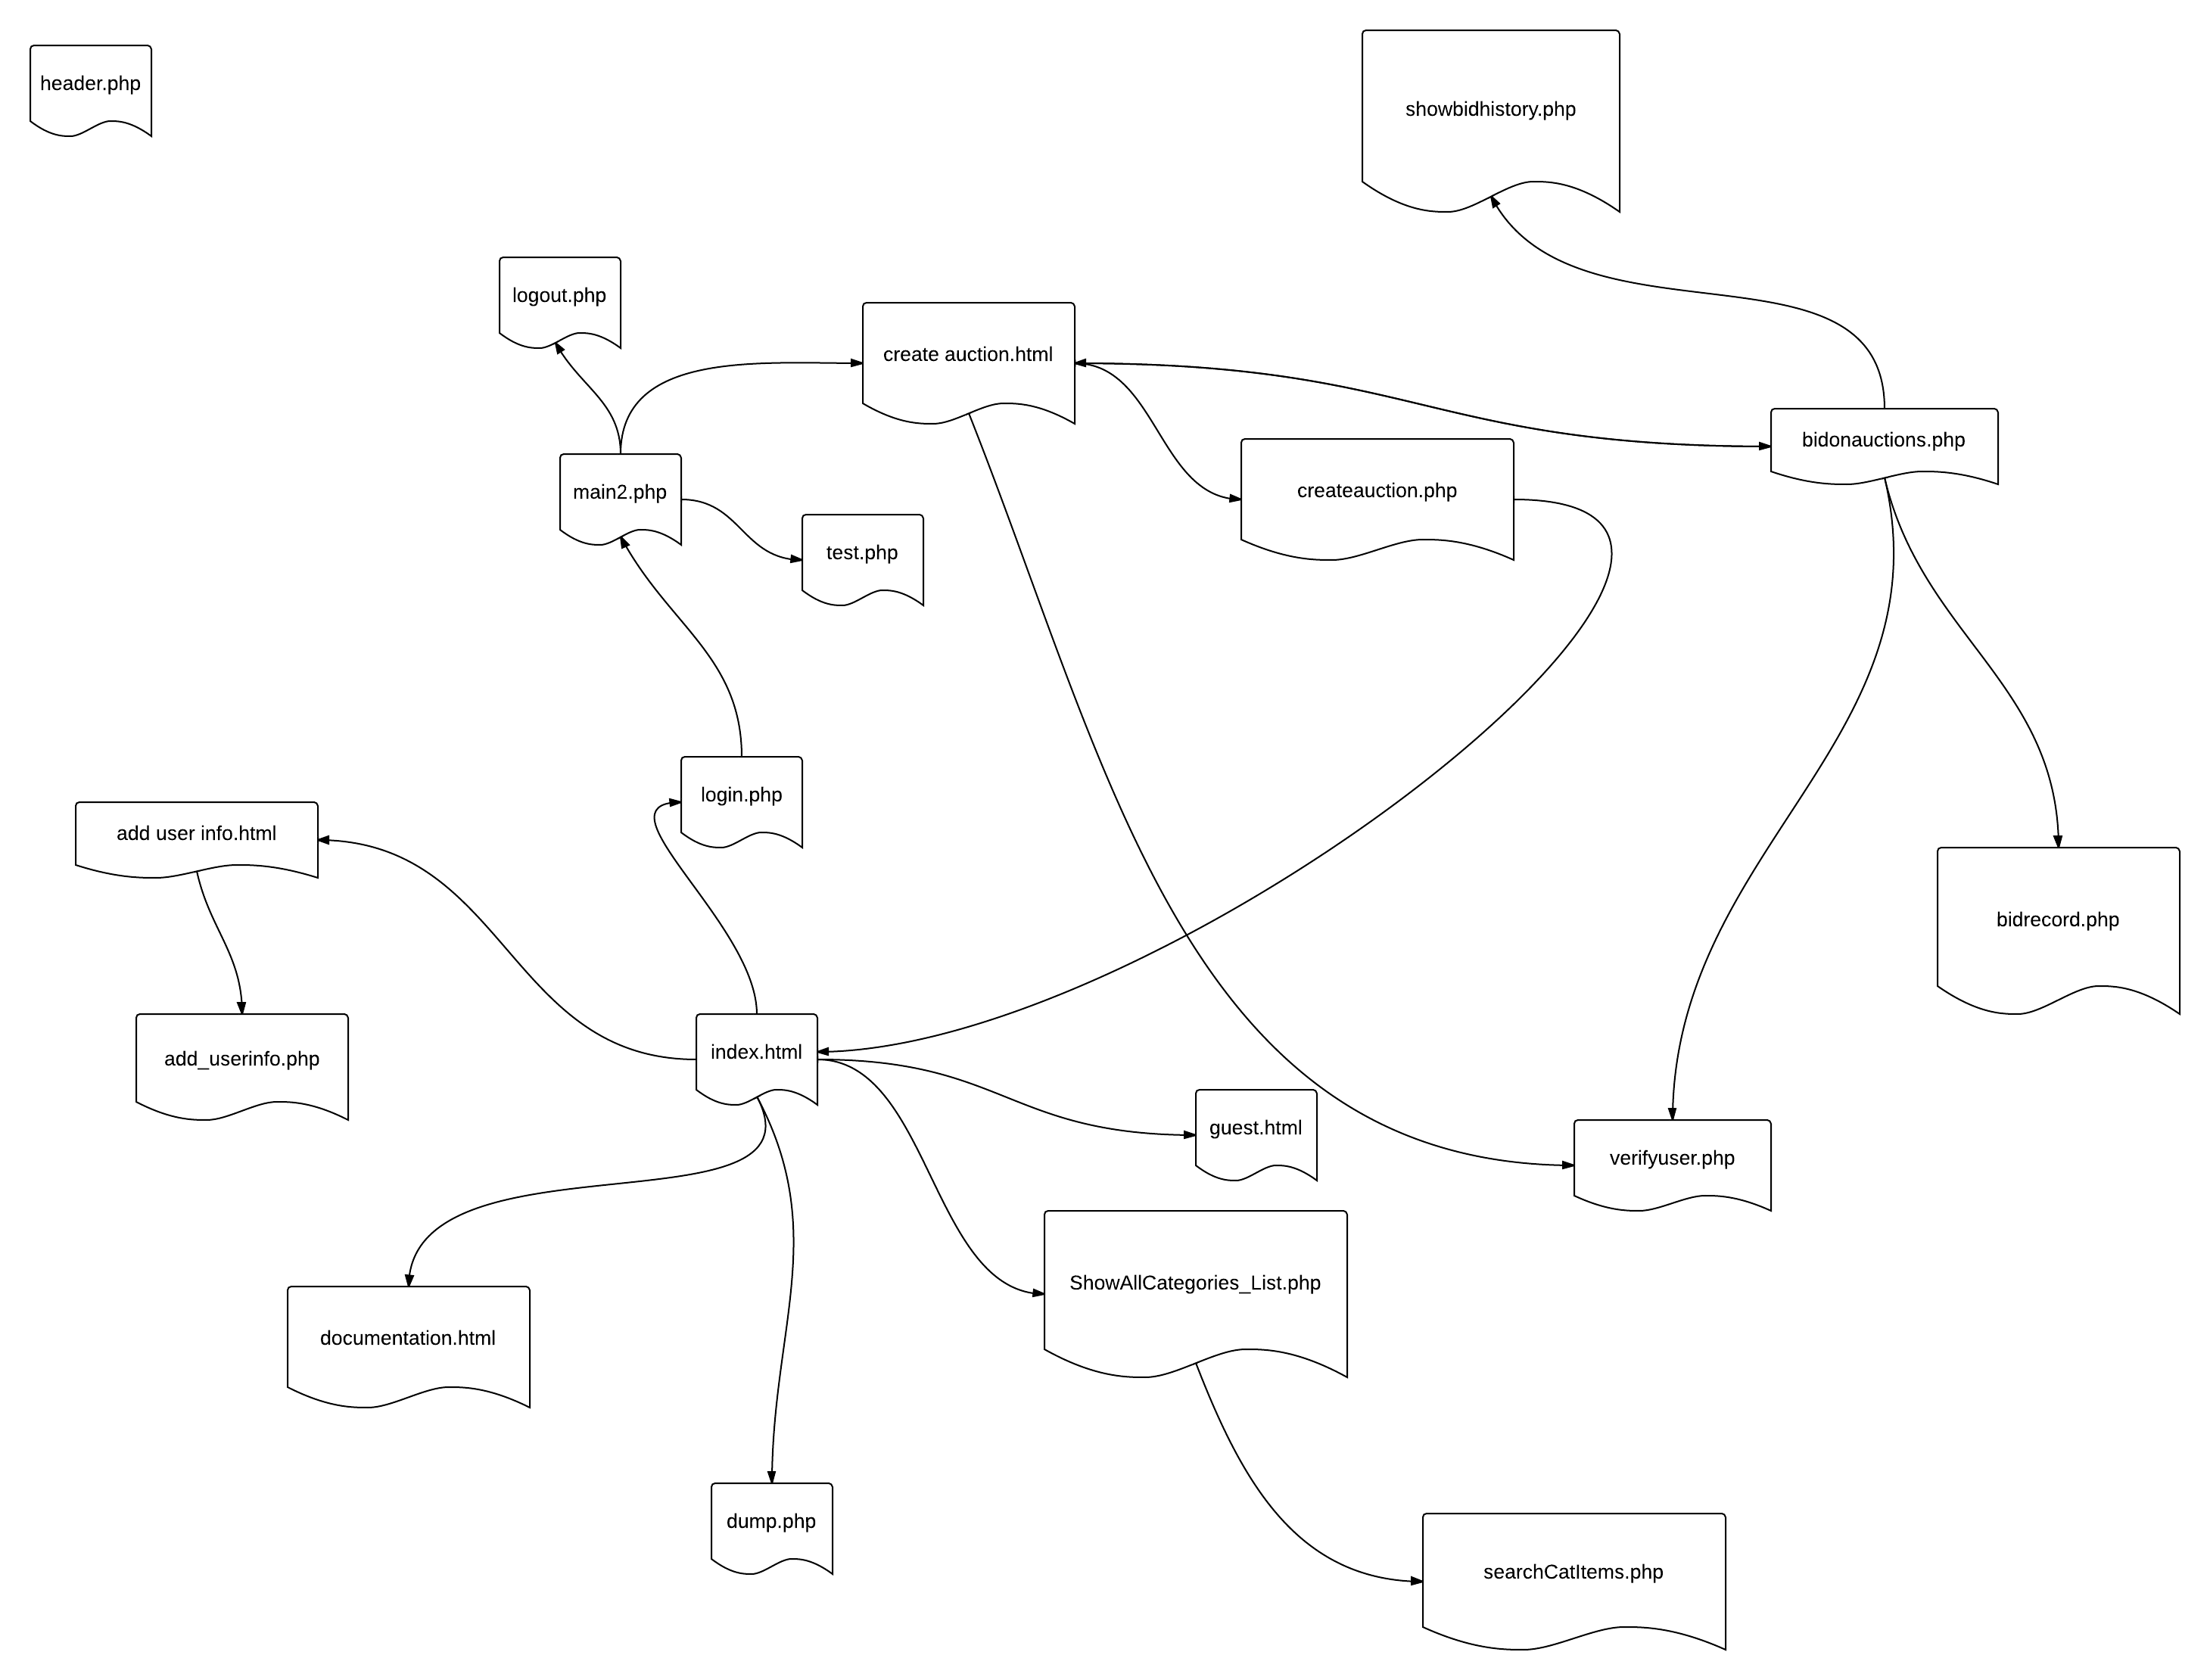 header.php
showbidhistory.php
logout.php
create auction.html
bidonauctions.php
main2.php
createauction.php
test.php
login.php
add user info.html
bidrecord.php
index.html
add_userinfo.php
guest.html
verifyuser.php
ShowAllCategories_List.php
documentation.html
dump.php
searchCatItems.php